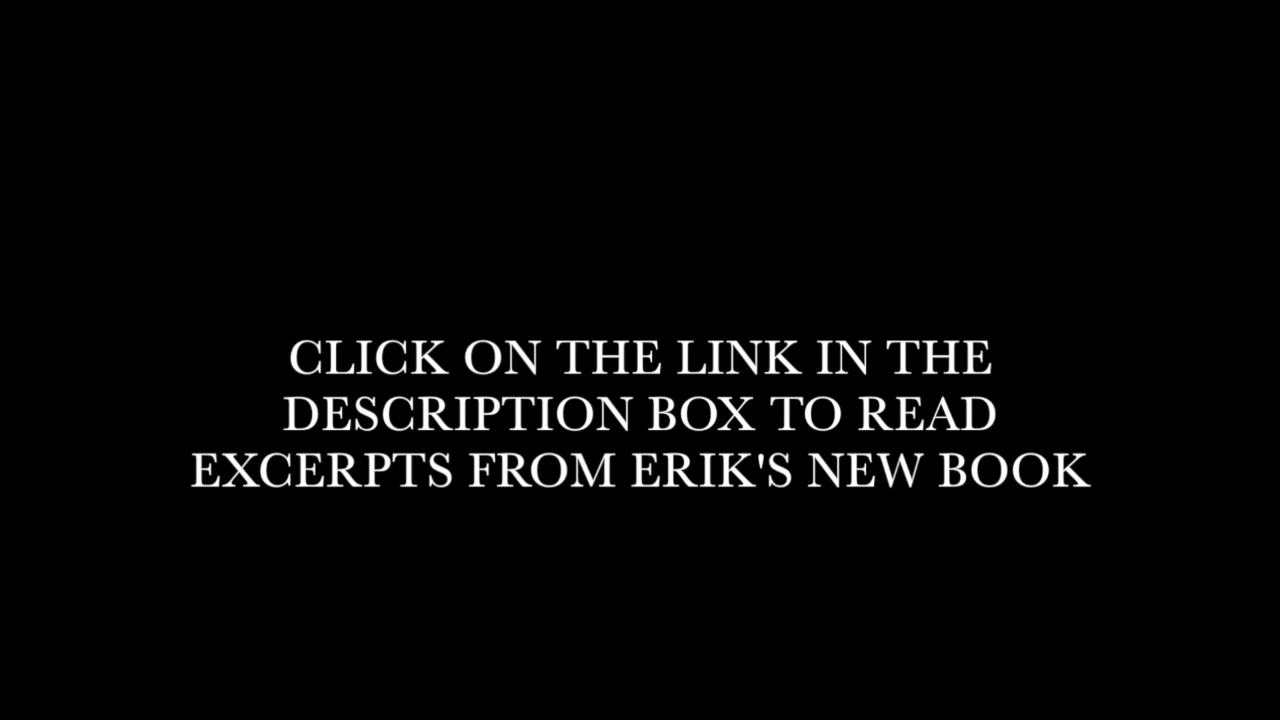 CLICK ON THE LINK IN THE
DESCRIPTION BOX TO READ
EXCERPTS FROM ERIK'S NEW BOOK